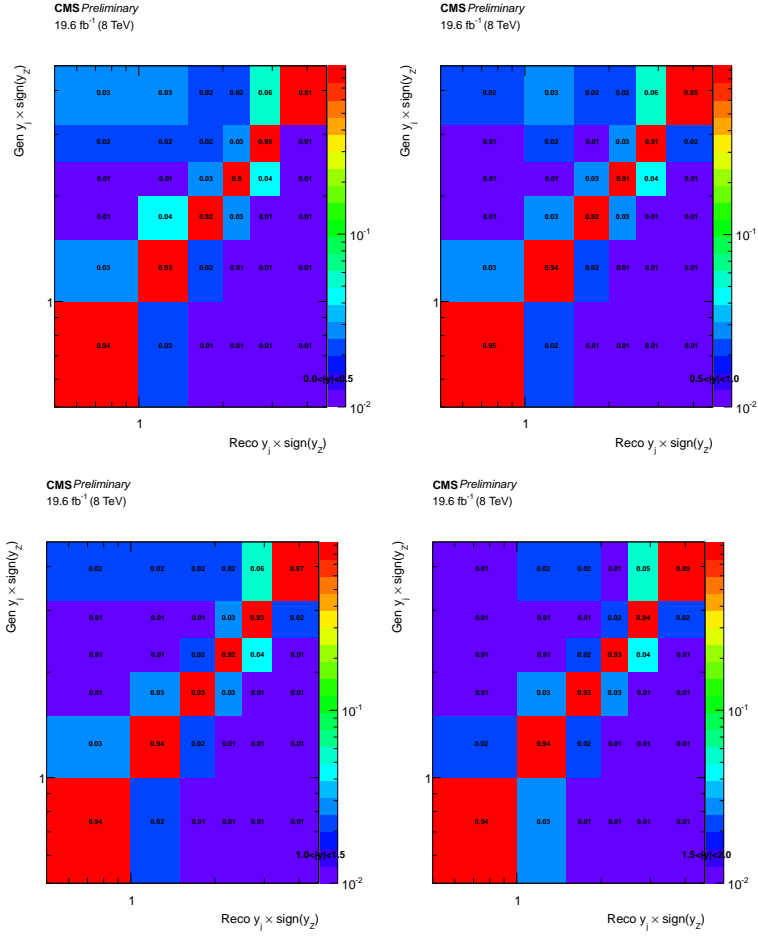 CMS Preliminary
19.6 fb⁻¹ (8 TeV)
Gen y_j × sign(y_Z)
0.03 0.03 0.02 0.02 0.06 0.81
0.02 0.02 0.02 0.03 0.89 0.01
0.01 0.01 0.03 0.9 0.04 0.01
0.01 0.04 0.92 0.03 0.01 0.01
10⁻¹
0.03 0.93 0.02 0.01 0.01 0.01
1
0.94 0.02 0.01 0.01 0.01 0.01
0.0<|y|<0.5
10⁻²
1
Reco y_j × sign(y_Z)
CMS Preliminary
19.6 fb⁻¹ (8 TeV)
Gen y_j × sign(y_Z)
0.02 0.03 0.02 0.02 0.06 0.85
0.01 0.02 0.01 0.03 0.91 0.02
0.01 0.01 0.03 0.91 0.04 0.01
0.01 0.03 0.92 0.03 0.01 0.01
10⁻¹
0.03 0.94 0.02 0.01 0.01 0.01
1
0.95 0.02 0.01 0.01 0.01 0.01
0.5<|y|<1.0
10⁻²
1
Reco y_j × sign(y_Z)
CMS Preliminary
19.6 fb⁻¹ (8 TeV)
Gen y_j × sign(y_Z)
0.02 0.02 0.02 0.02 0.06 0.87
0.01 0.01 0.01 0.03 0.93 0.02
0.01 0.01 0.02 0.92 0.04 0.01
0.01 0.03 0.93 0.03 0.01 0.01
10⁻¹
0.03 0.94 0.02 0.01 0.01 0.01
1
0.94 0.02 0.01 0.01 0.01 0.01
1.0<|y|<1.5
10⁻²
1
Reco y_j × sign(y_Z)
CMS Preliminary
19.6 fb⁻¹ (8 TeV)
Gen y_j × sign(y_Z)
0.01 0.02 0.02 0.01 0.05 0.89
0.01 0.01 0.01 0.02 0.94 0.02
0.01 0.01 0.02 0.93 0.04 0.01
0.01 0.03 0.93 0.03 0.01 0.01
10⁻¹
0.02 0.94 0.02 0.01 0.01 0.01
1
0.94 0.03 0.01 0.01 0.01 0.01
1.5<|y|<2.0
10⁻²
1
Reco y_j × sign(y_Z)